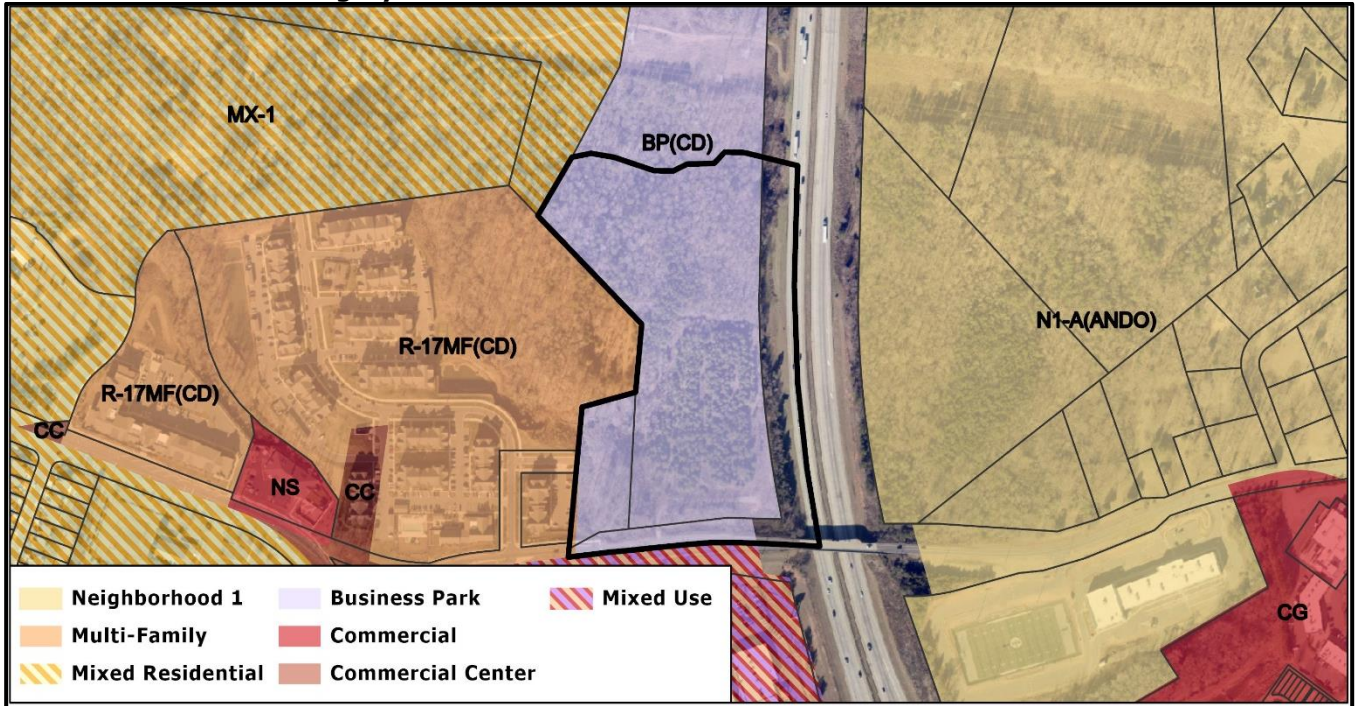 MX-1
BP(CD)
N1-A(ANDO)
R-17MF(CD)
R-17MF(CD)
CC
NS
CC
CG
Neighborhood 1
Business Park
Mixed Use
Multi-Family
Commercial
Mixed Residential
Commercial Center